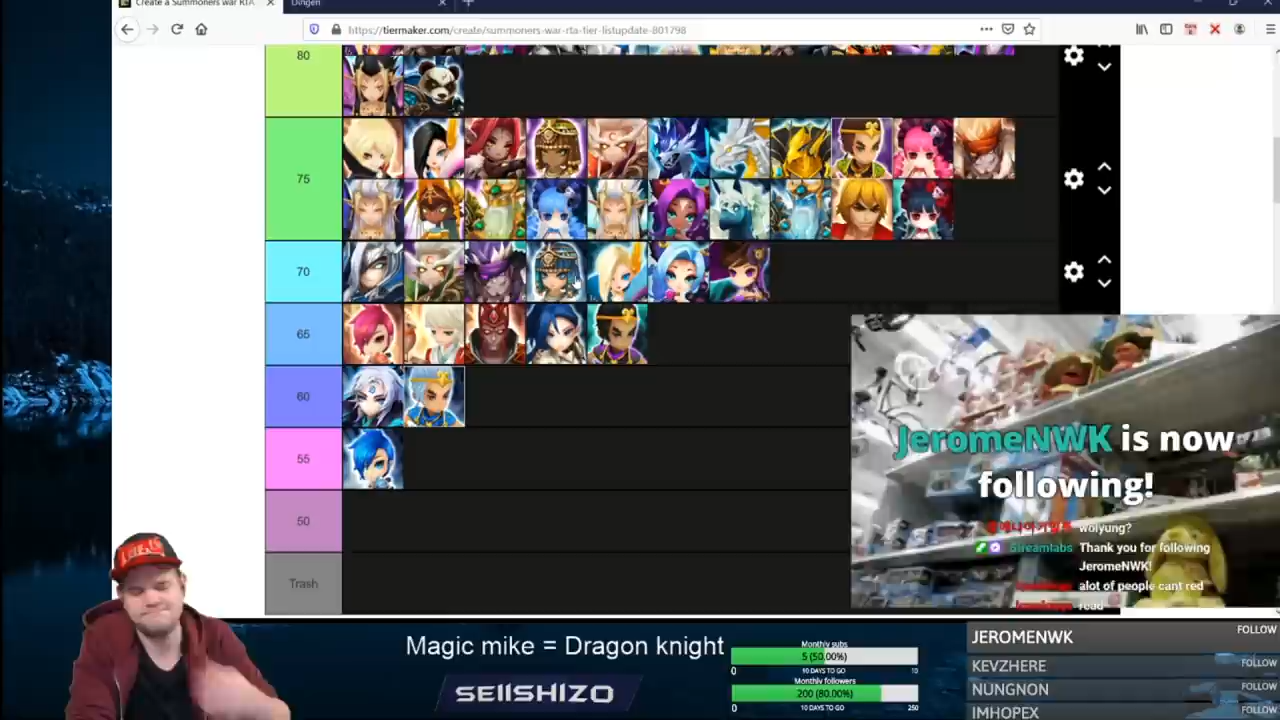 Create a Summoners war RTA
Dingen
https://tiermaker.com/create/summoners-war-rta-tier-listupdate-801798
80
75
70
65
60
55
50
Trash
JeromeNWK is now
following!
wolyung?
Streamlabs Thank you for following
JeromeNWK!
alot of people cant red
read
Magic mike = Dragon knight
SEllSHIZO
Monthly subs
5 (50.00%)
0 10 DAYS TO GO 10
Monthly followers
200 (80.00%)
0 10 DAYS TO GO 250
JEROMENWK FOLLOW
KEVZHERE FOLLOW
NUNGNON FOLLOW
IMHOPEX FOLLOW